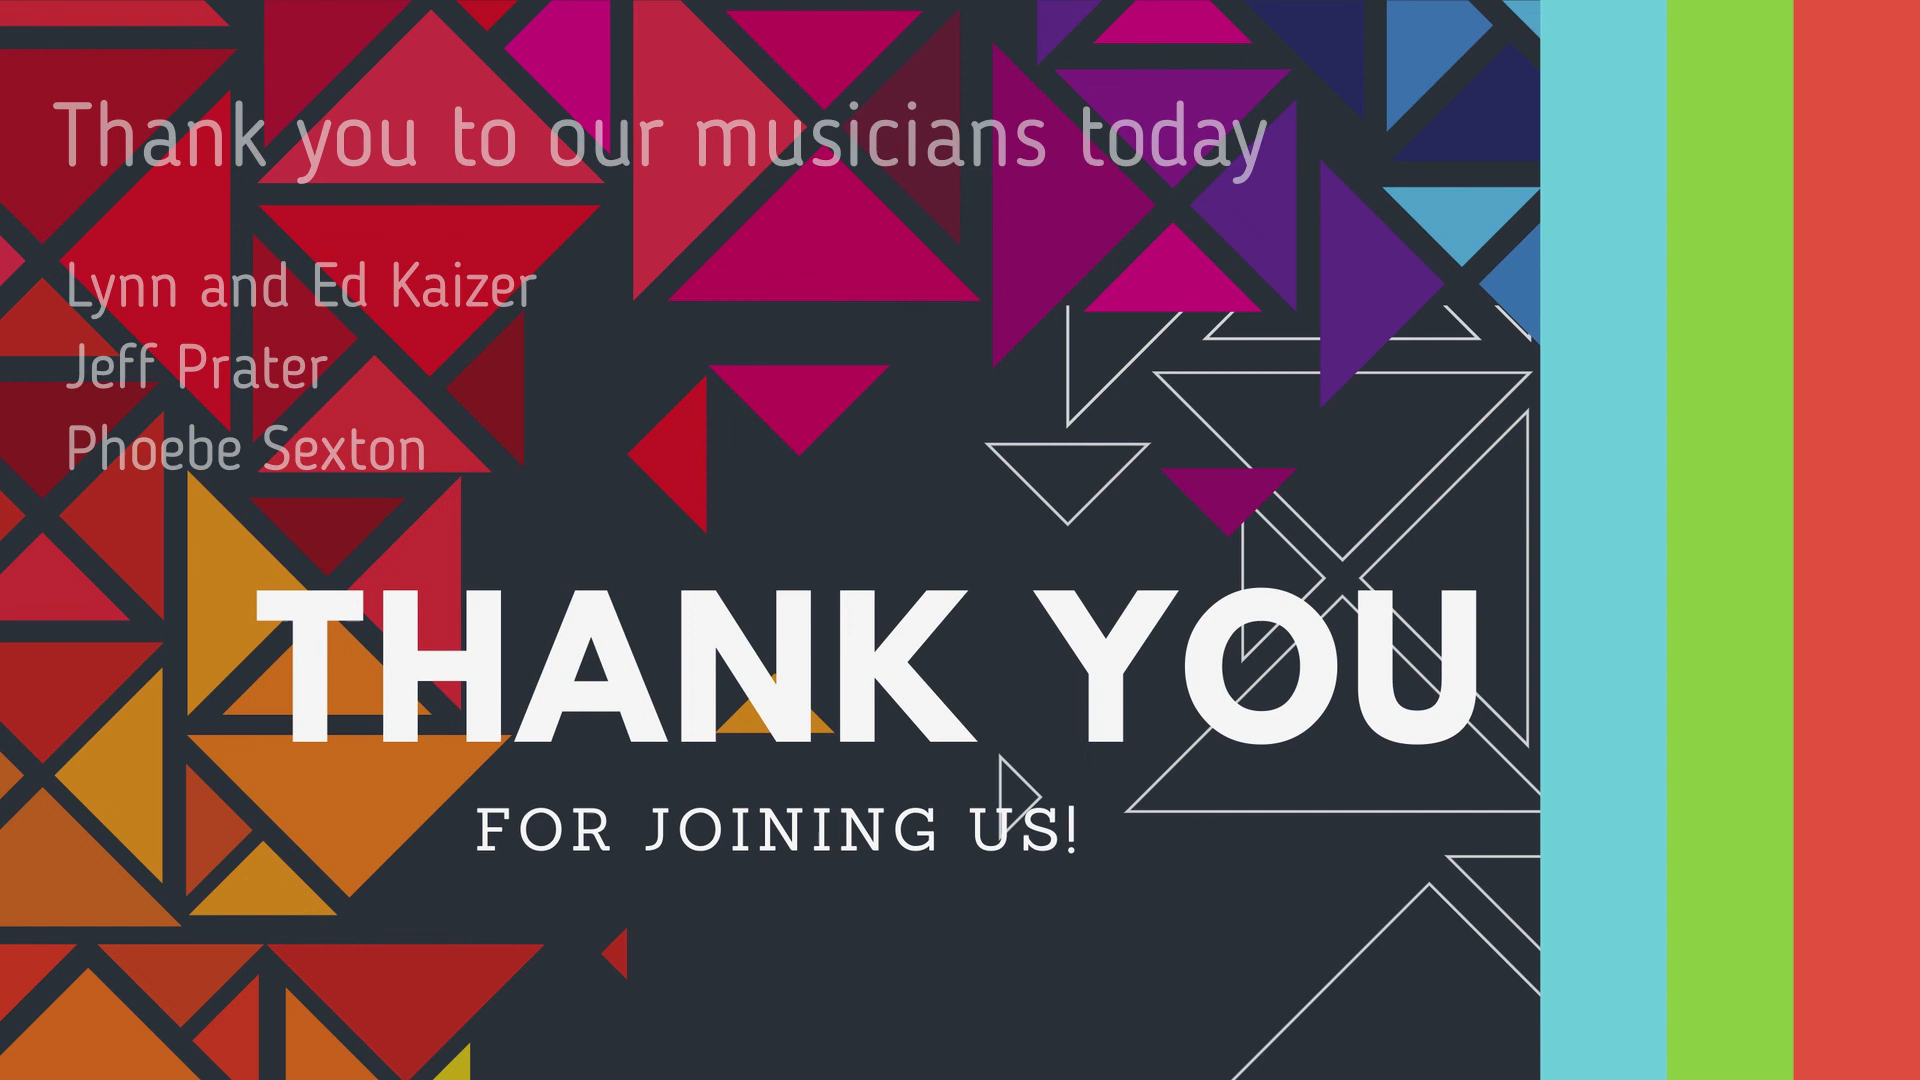 Thank you to our musicians today
Lynn and Ed Kaizer
Jeff Prater
Phoebe Sexton
THANK YOU
FOR JOINING US!